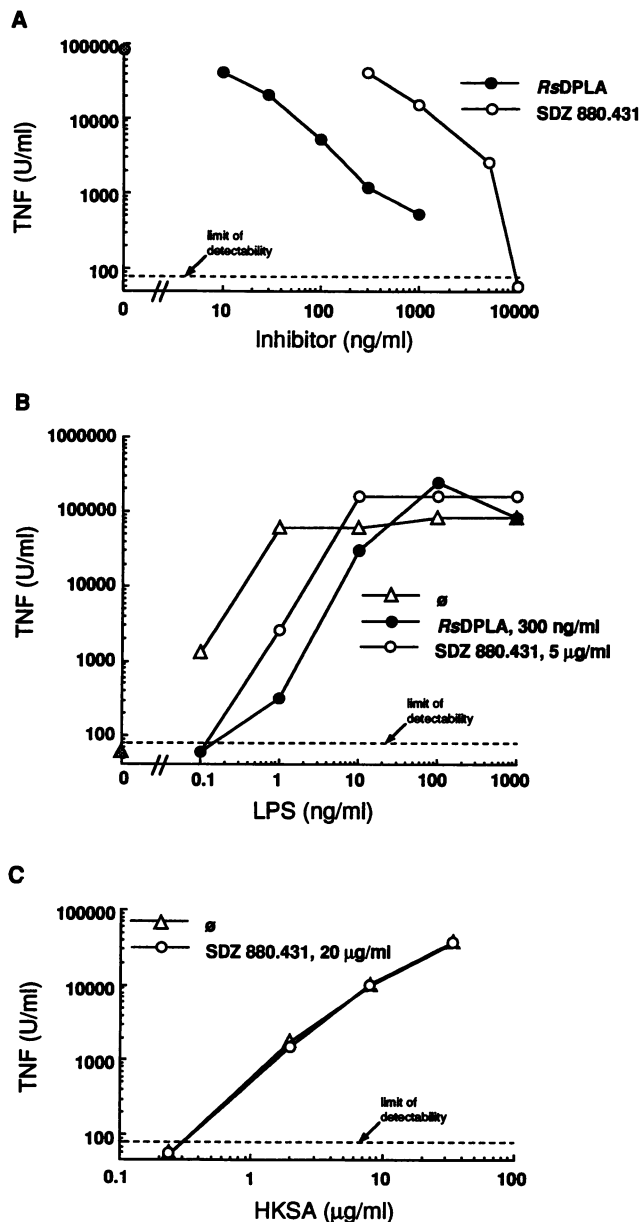 A
100000
10000
1000
100
TNF (U/ml)
ø
RsDPLA
SDZ 880.431
limit of
detectability
0
10
100
1000
10000
Inhibitor (ng/ml)
B
1000000
100000
10000
1000
100
TNF (U/ml)
ø
RsDPLA, 300 ng/ml
SDZ 880.431, 5 µg/ml
limit of
detectability
0
0.1
1
10
100
1000
LPS (ng/ml)
C
100000
10000
1000
100
TNF (U/ml)
ø
SDZ 880.431, 20 µg/ml
limit of
detectability
0.1
1
10
100
HKSA (µg/ml)